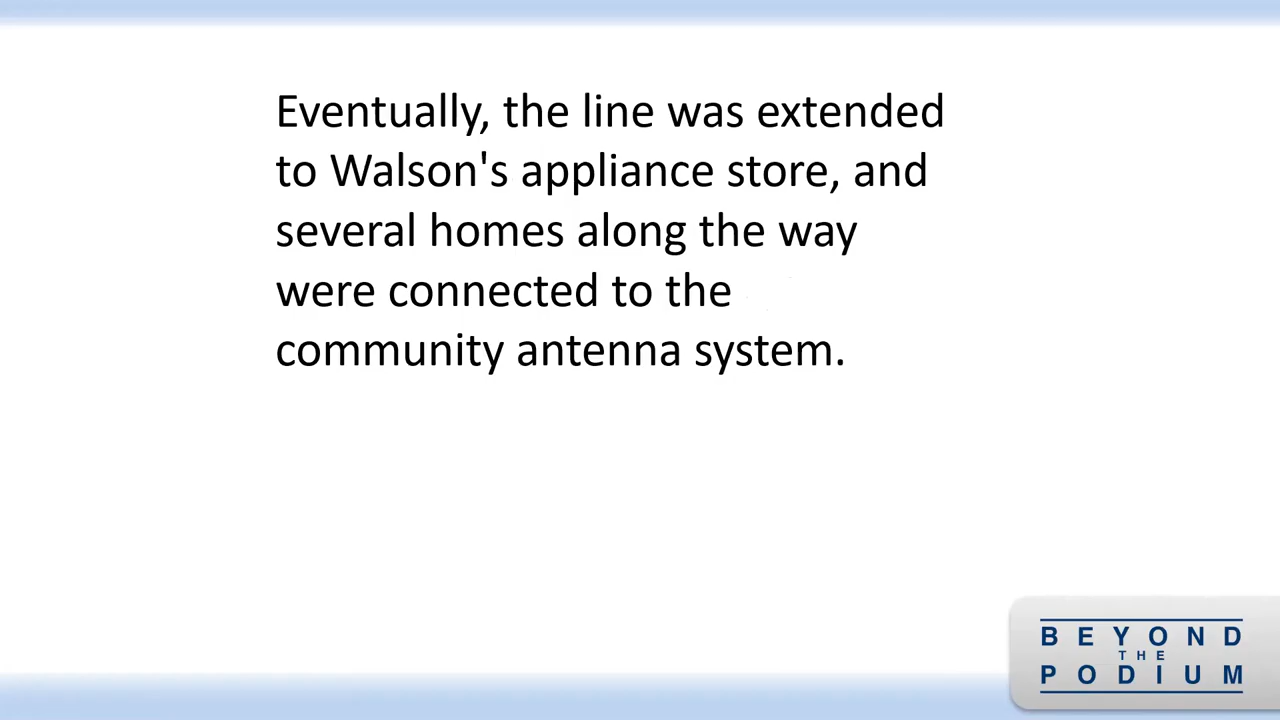 Eventually, the line was extended
to Walson's appliance store, and
several homes along the way
were connected to the
community antenna system.
BEYOND
THE
PODIUM